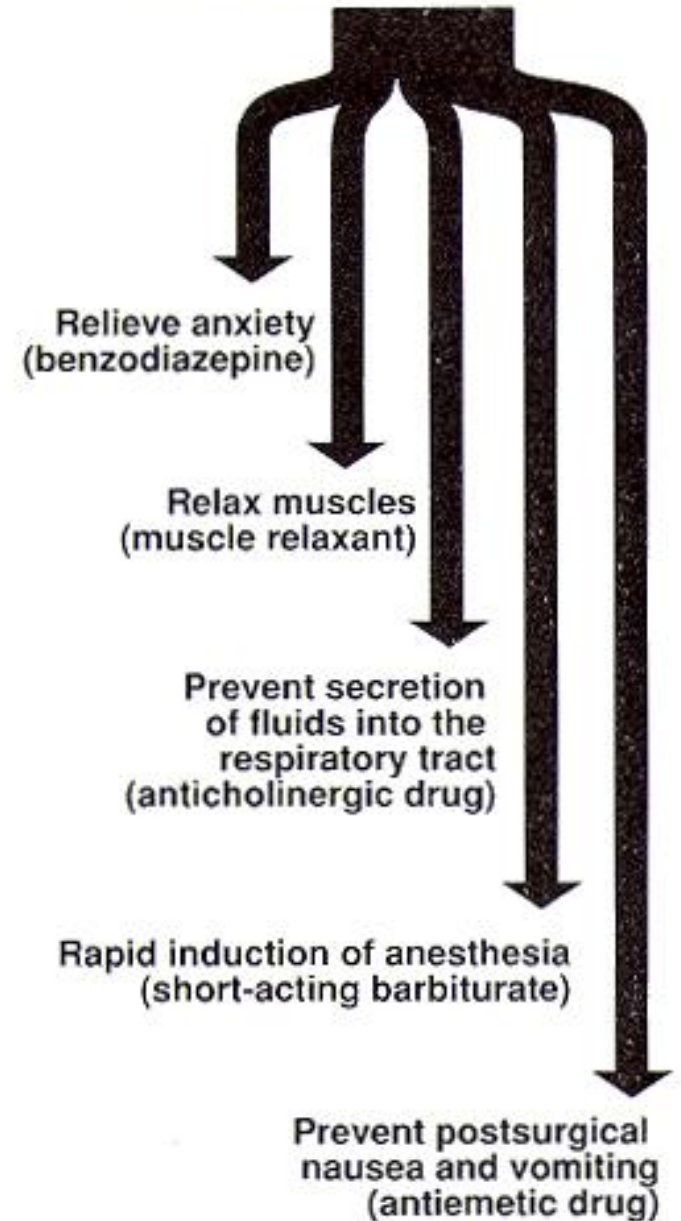 Relieve anxiety
(benzodiazepine)
Relax muscles
(muscle relaxant)
Prevent secretion
of fluids into the
respiratory tract
(anticholinergic drug)
Rapid induction of anesthesia
(short-acting barbiturate)
Prevent postsurgical
nausea and vomiting
(antiemetic drug)